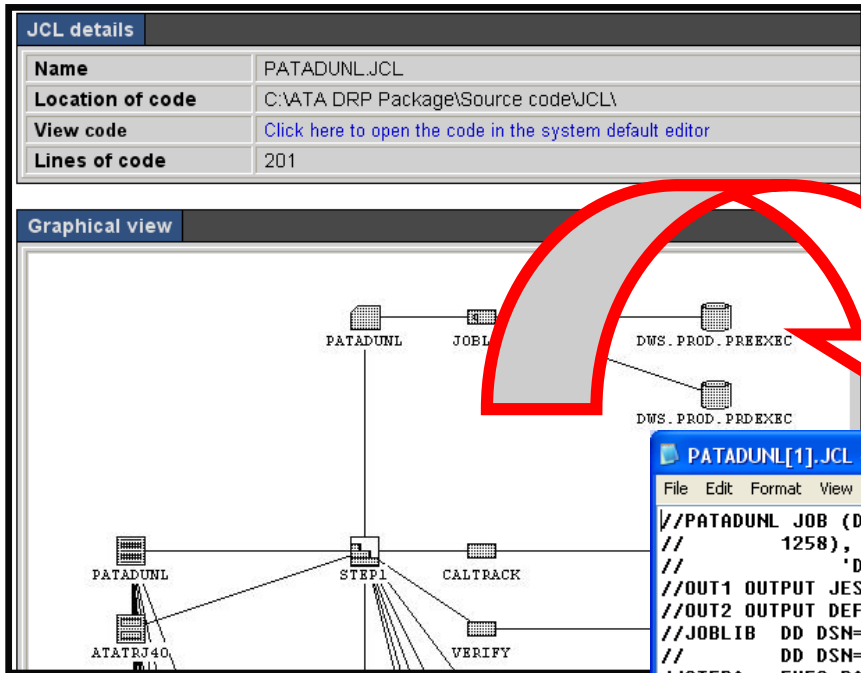 JCL details
Name PATADUNL.JCL
Location of code C:\ATA DRP Package\Source code\JCL\
View code Click here to open the code in the system default editor
Lines of code 201
Graphical view
PATADUNL DWS.PROD.PREEXEC
DWS.PROD.PRDEXEC
PATADUNL[1].JCL
File Edit Format View
//PATADUNL JOB (D
// 1258),
// 'D
//OUT1 OUTPUT JES
//OUT2 OUTPUT DEF
//JOBLIB DD DSN=
// DD DSN=
PATADUNL STEP1 CALTRACK
ATATRJ40 VERIFY